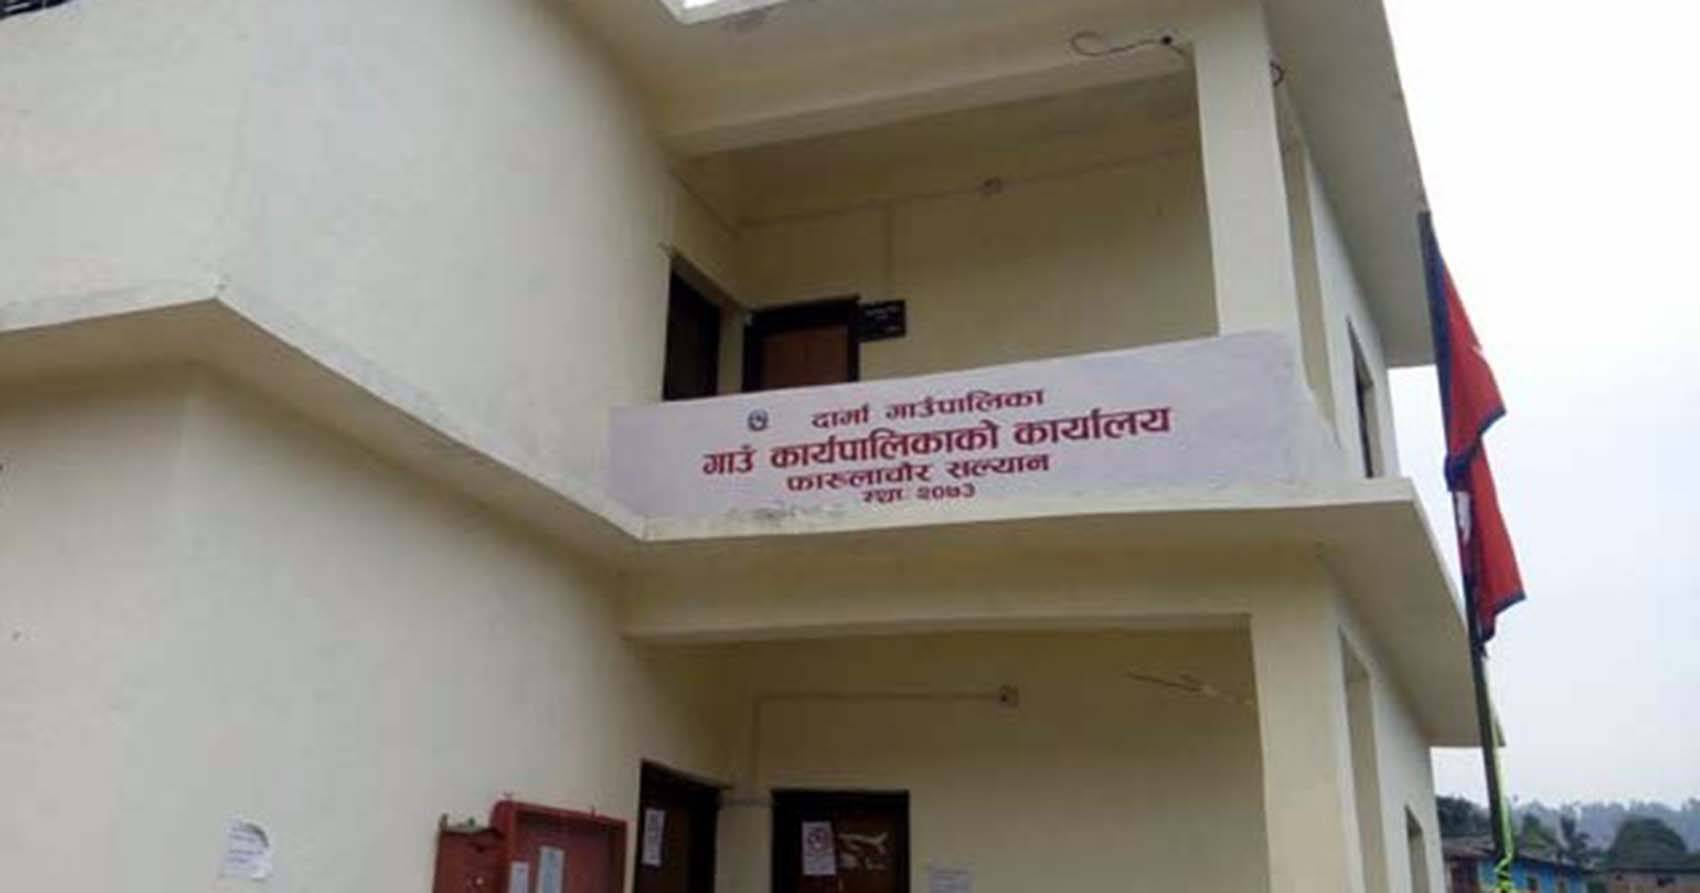 दार्मा गाउँपालिका
गाउँ कार्यपालिकाको कार्यालय
फारुलाचौर सल्यान
स्था २०७३